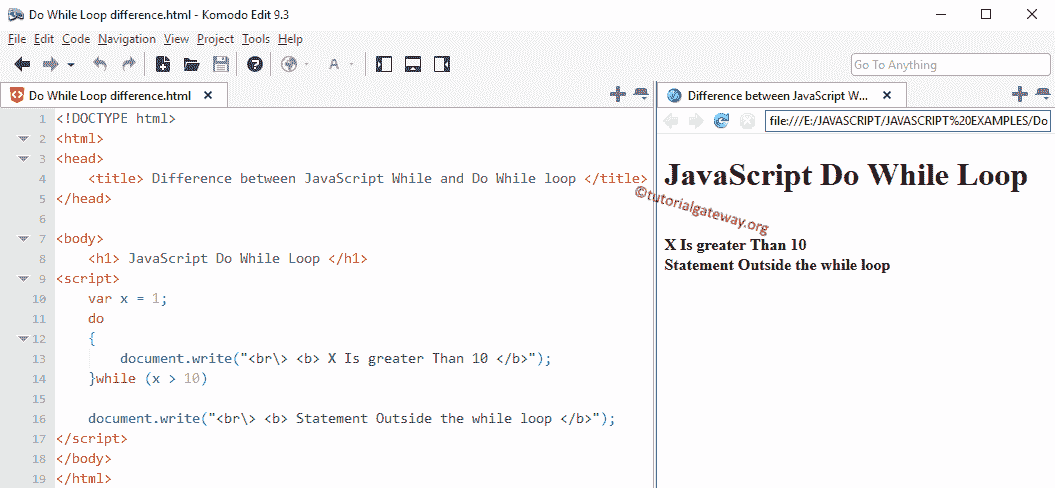 Do While Loop difference.html - Komodo Edit 9.3
File Edit Code Navigation View Project Tools Help
A
Go To Anything
Do While Loop difference.html
Difference between JavaScript W...
file:///E:/JAVASCRIPT/JAVASCRIPT%20EXAMPLES/Do
1 <!DOCTYPE html>
2 <html>
3 <head>
4 <title> Difference between JavaScript While and Do While loop </title>
5 </head>
6
7 <body>
8 <h1> JavaScript Do While Loop </h1>
9 <script>
10 var x = 1;
11 do
12 {
13 document.write("<br\> <b> X Is greater Than 10 </b>");
14 }while (x > 10)
15
16 document.write("<br\> <b> Statement Outside the while loop </b>");
17 </script>
18 </body>
19 </html>
JavaScript Do While Loop
©tutorialgateway.org
X Is greater Than 10
Statement Outside the while loop